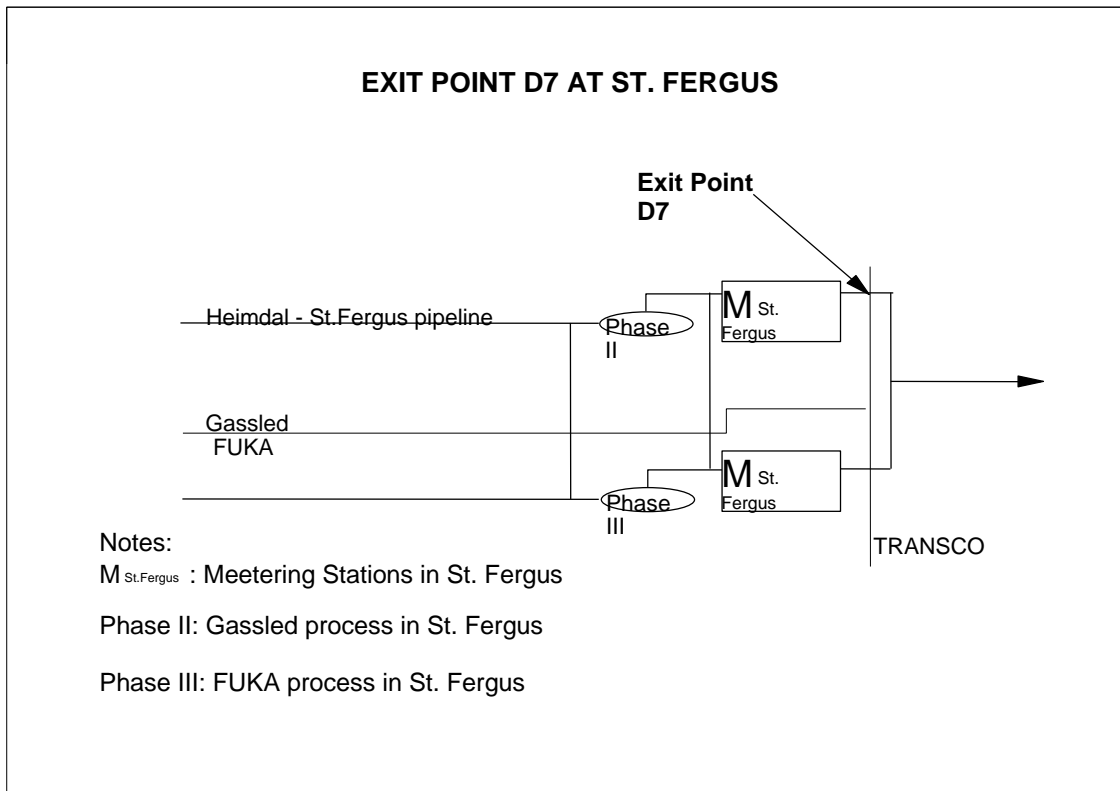 EXIT POINT D7 AT ST. FERGUS
Exit Point
D7
Heimdal - St.Fergus pipeline
Phase
II
M St.
Fergus
Gassled
FUKA
Phase
III
M St.
Fergus
TRANSCO
Notes:
M St.Fergus : Meetering Stations in St. Fergus
Phase II: Gassled process in St. Fergus
Phase III: FUKA process in St. Fergus